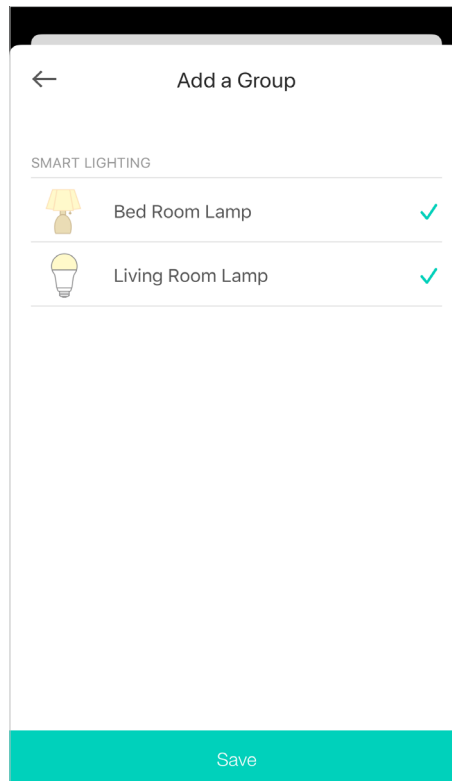 Add a Group
SMART LIGHTING
Bed Room Lamp
Living Room Lamp
Save